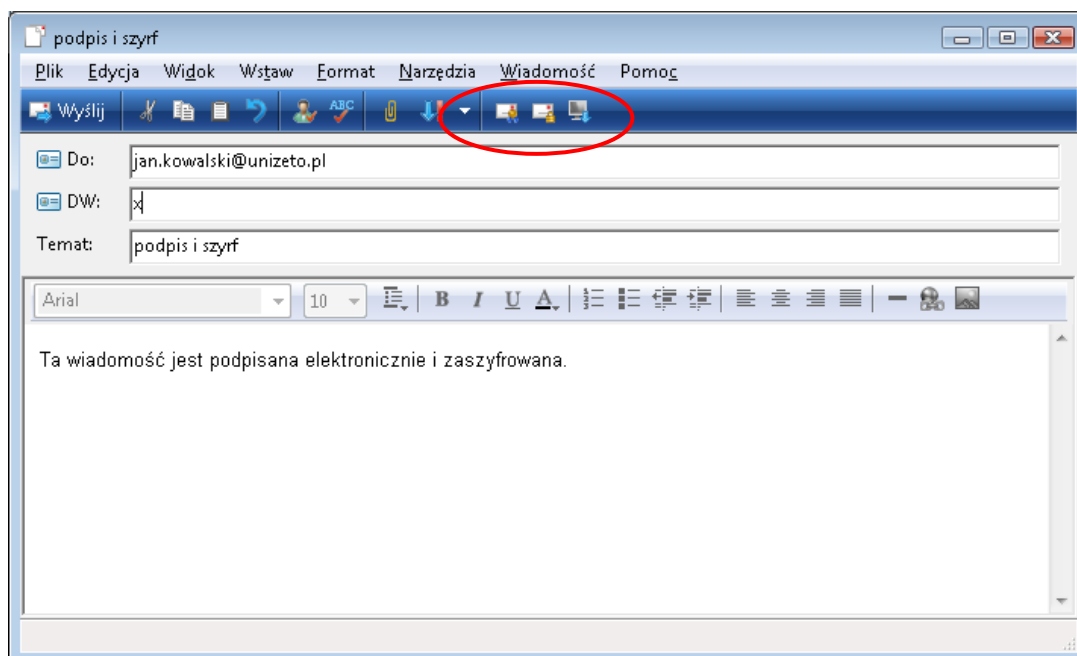 podpis i szyrf
Plik Edycja Widok Wstaw Format Narzędzia Wiadomość Pomoc
Wyślij ABC
Do: jan.kowalski@unizeto.pl
DW: x
Temat: podpis i szyrf
Arial 10 B I U A
Ta wiadomość jest podpisana elektronicznie i zaszyfrowana.